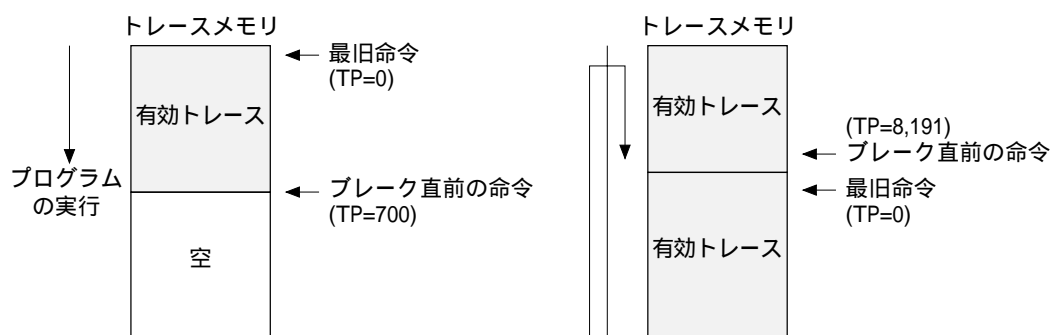 トレースメモリ
最旧命令
(TP=0)
有効トレース
プログラム
の実行
ブレーク直前の命令
(TP=700)
空
トレースメモリ
有効トレース
(TP=8,191)
ブレーク直前の命令
最旧命令
(TP=0)
有効トレース